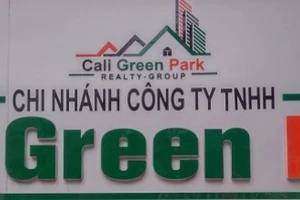 Cali Green Park
REALTY-GROUP
CHI NHÁNH CÔNG TY TNHH
Green